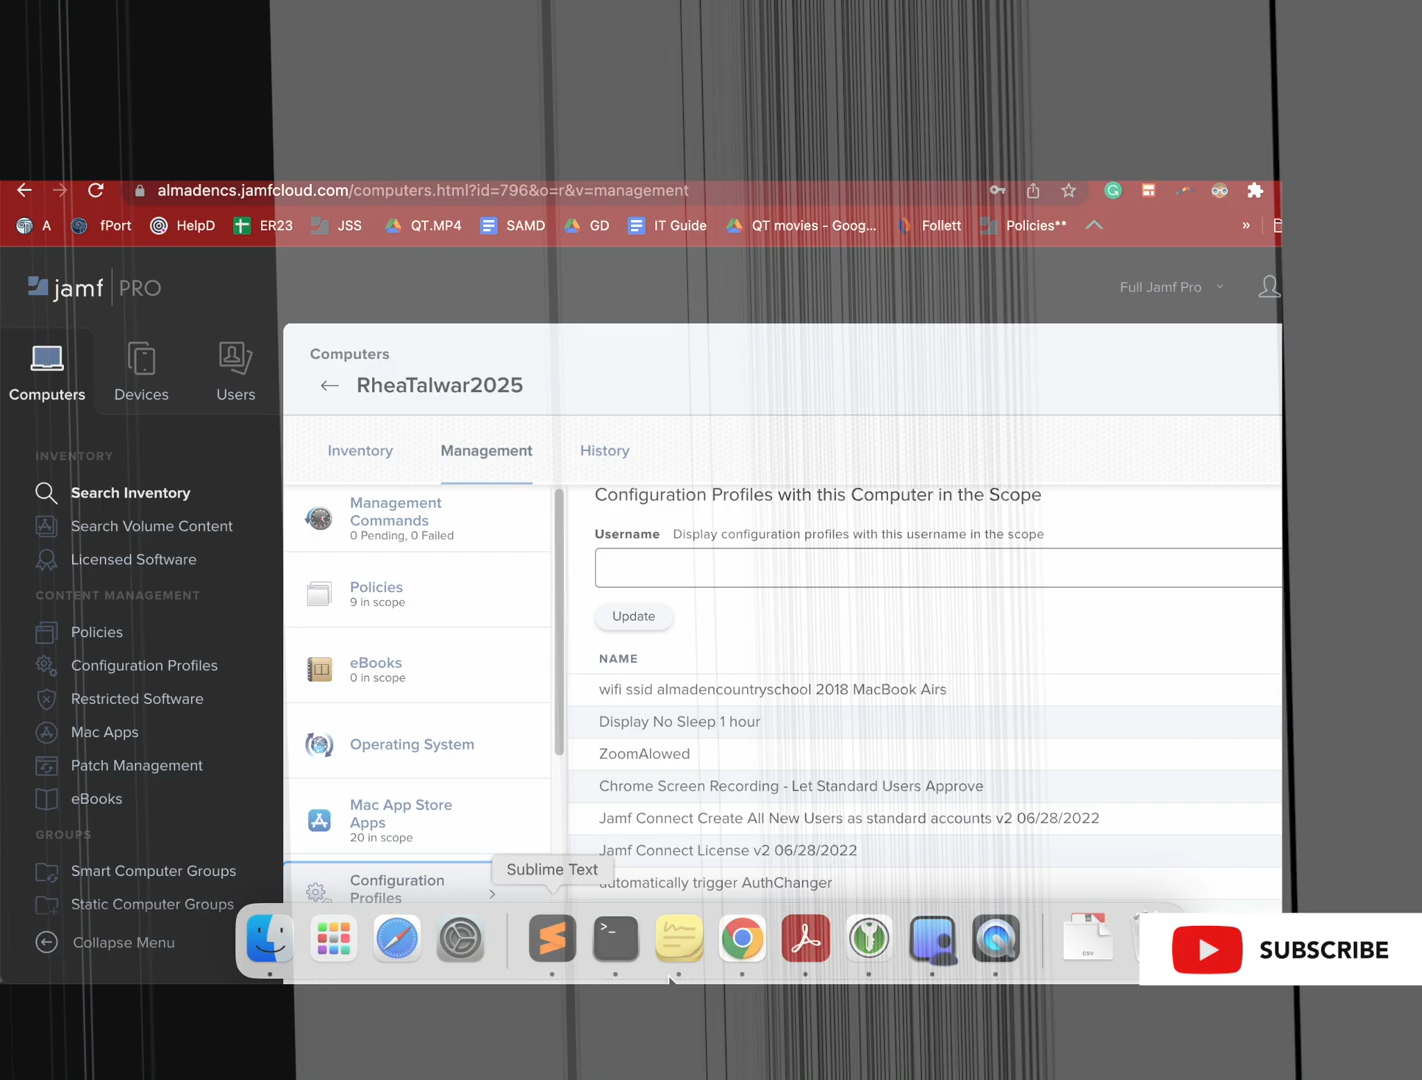 almadencs.jamfcloud.com/computers.html?id=796&o=r&v=management
A fPort HelpD ER23 JSS QT.MP4 SAMD GD IT Guide QT movies - Goog... Follett Policies** »
jamf PRO
Full Jamf Pro
Computers
Devices
Users
INVENTORY
Search Inventory
Search Volume Content
Licensed Software
CONTENT MANAGEMENT
Policies
Configuration Profiles
Restricted Software
Mac Apps
Patch Management
eBooks
GROUPS
Smart Computer Groups
Static Computer Groups
Collapse Menu
Computers
RheaTalwar2025
Inventory Management History
Management
Commands
0 Pending, 0 Failed
Policies
9 in scope
eBooks
0 in scope
Operating System
Mac App Store
Apps
20 in scope
Configuration
Profiles
Configuration Profiles with this Computer in the Scope
Username Display configuration profiles with this username in the scope
Update
NAME
wifi ssid almadencountryschool 2018 MacBook Airs
Display No Sleep 1 hour
ZoomAlowed
Chrome Screen Recording - Let Standard Users Approve
Jamf Connect Create All New Users as standard accounts v2 06/28/2022
Jamf Connect License v2 06/28/2022
automatically trigger AuthChanger
Sublime Text
CSV
SUBSCRIBE